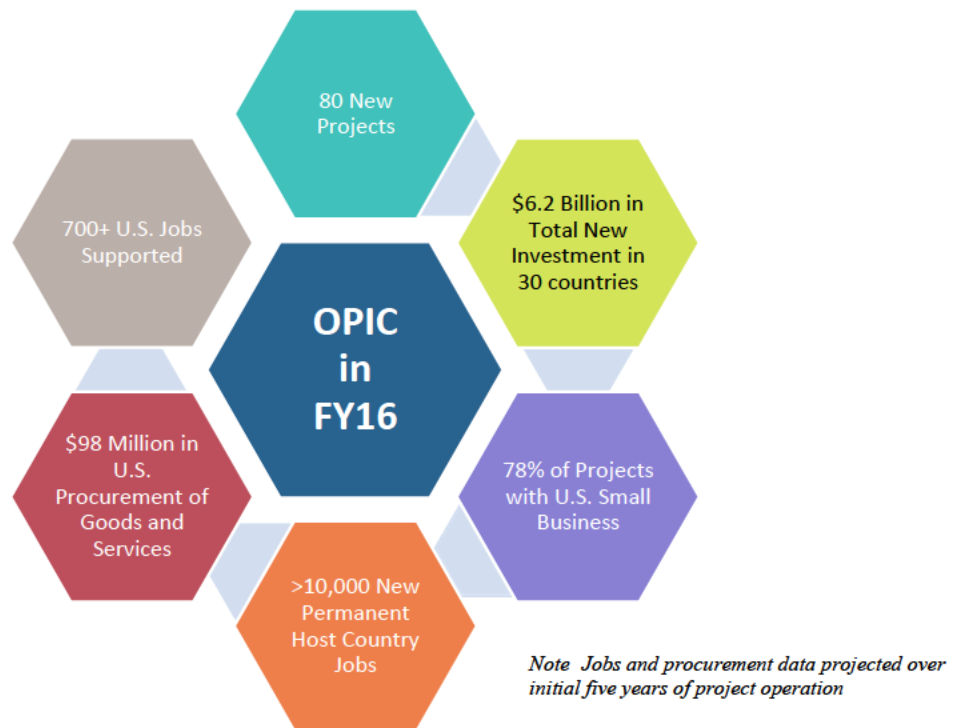 80 New
Projects
$6.2 Billion in
Total New
Investment in
30 countries
78% of Projects
with U.S. Small
Business
>10,000 New
Permanent
Host Country
Jobs
$98 Million in
U.S.
Procurement of
Goods and
Services
700+ U.S. Jobs
Supported
OPIC
in
FY16
Note Jobs and procurement data projected over
initial five years of project operation